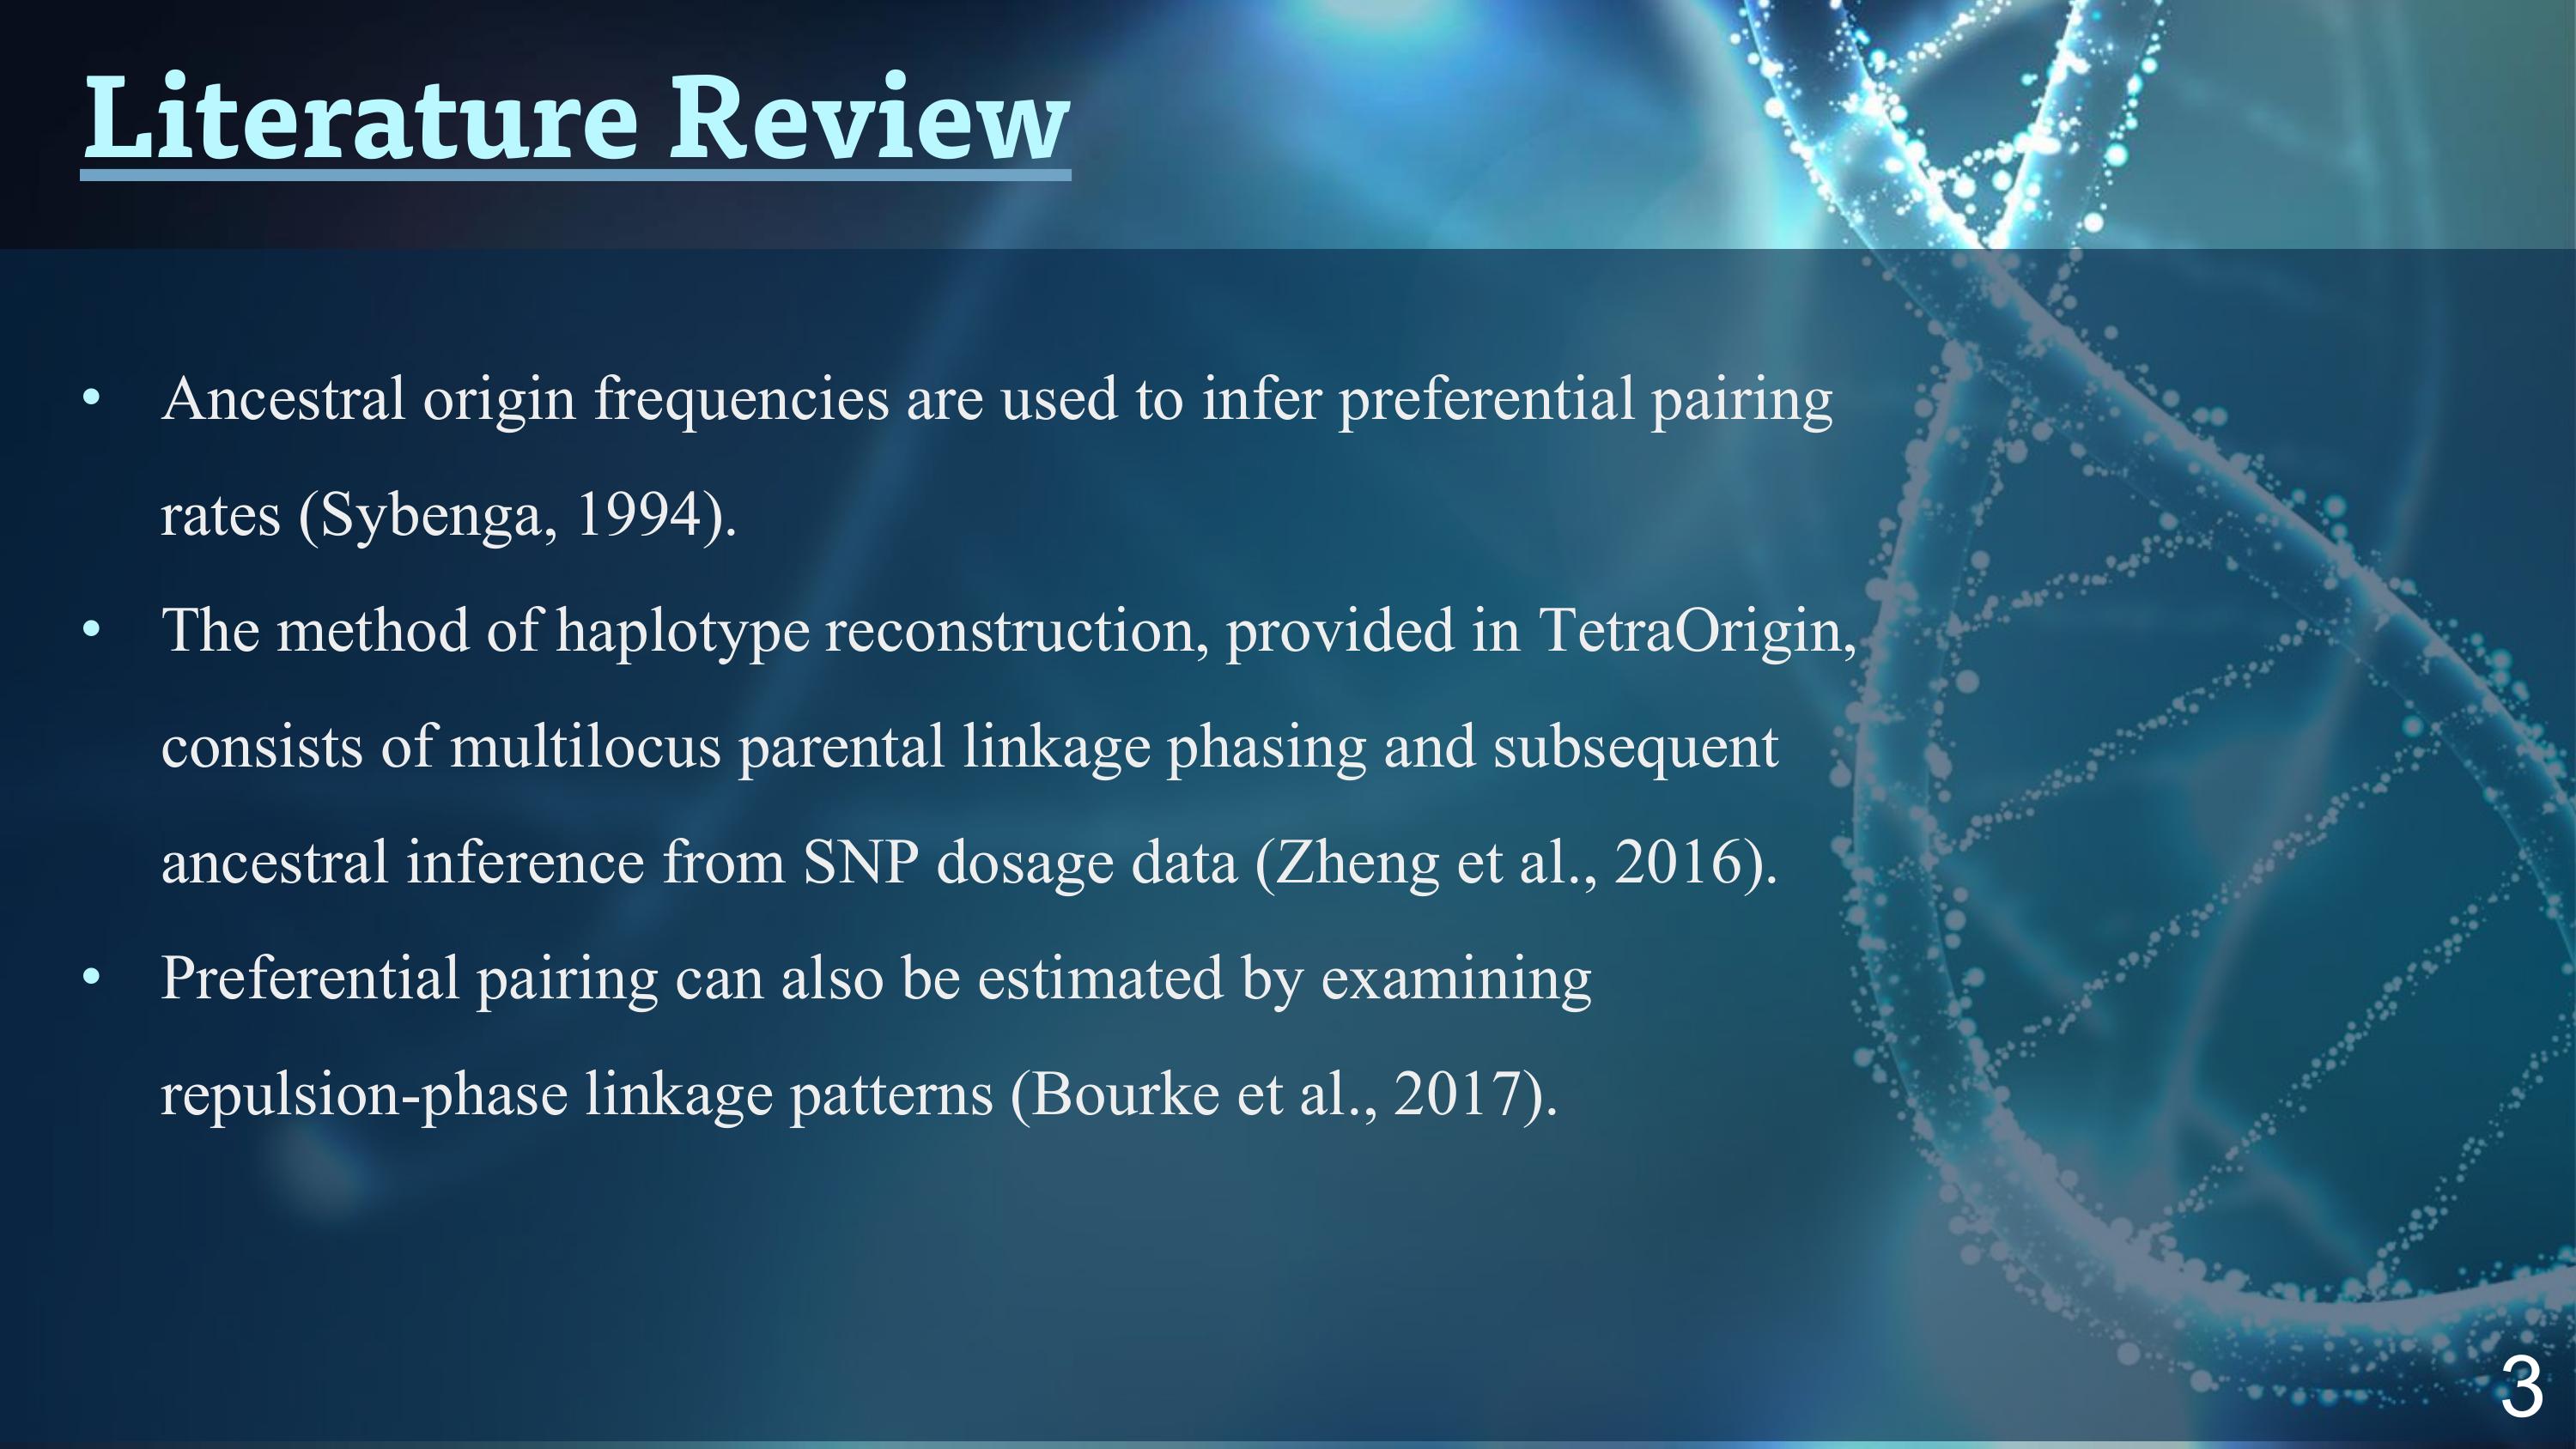 Literature Review
• Ancestral origin frequencies are used to infer preferential pairing
rates (Sybenga, 1994).
• The method of haplotype reconstruction, provided in TetraOrigin,
consists of multilocus parental linkage phasing and subsequent
ancestral inference from SNP dosage data (Zheng et al., 2016).
• Preferential pairing can also be estimated by examining
repulsion-phase linkage patterns (Bourke et al., 2017).
3